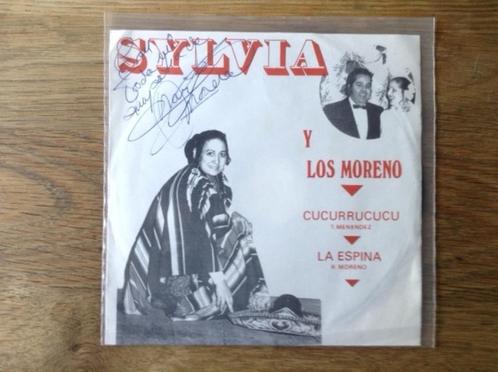 SYLVIA
Y
LOS MORENO
CUCURRUCUCU
T. MENENDEZ
LA ESPINA
R. MORENO